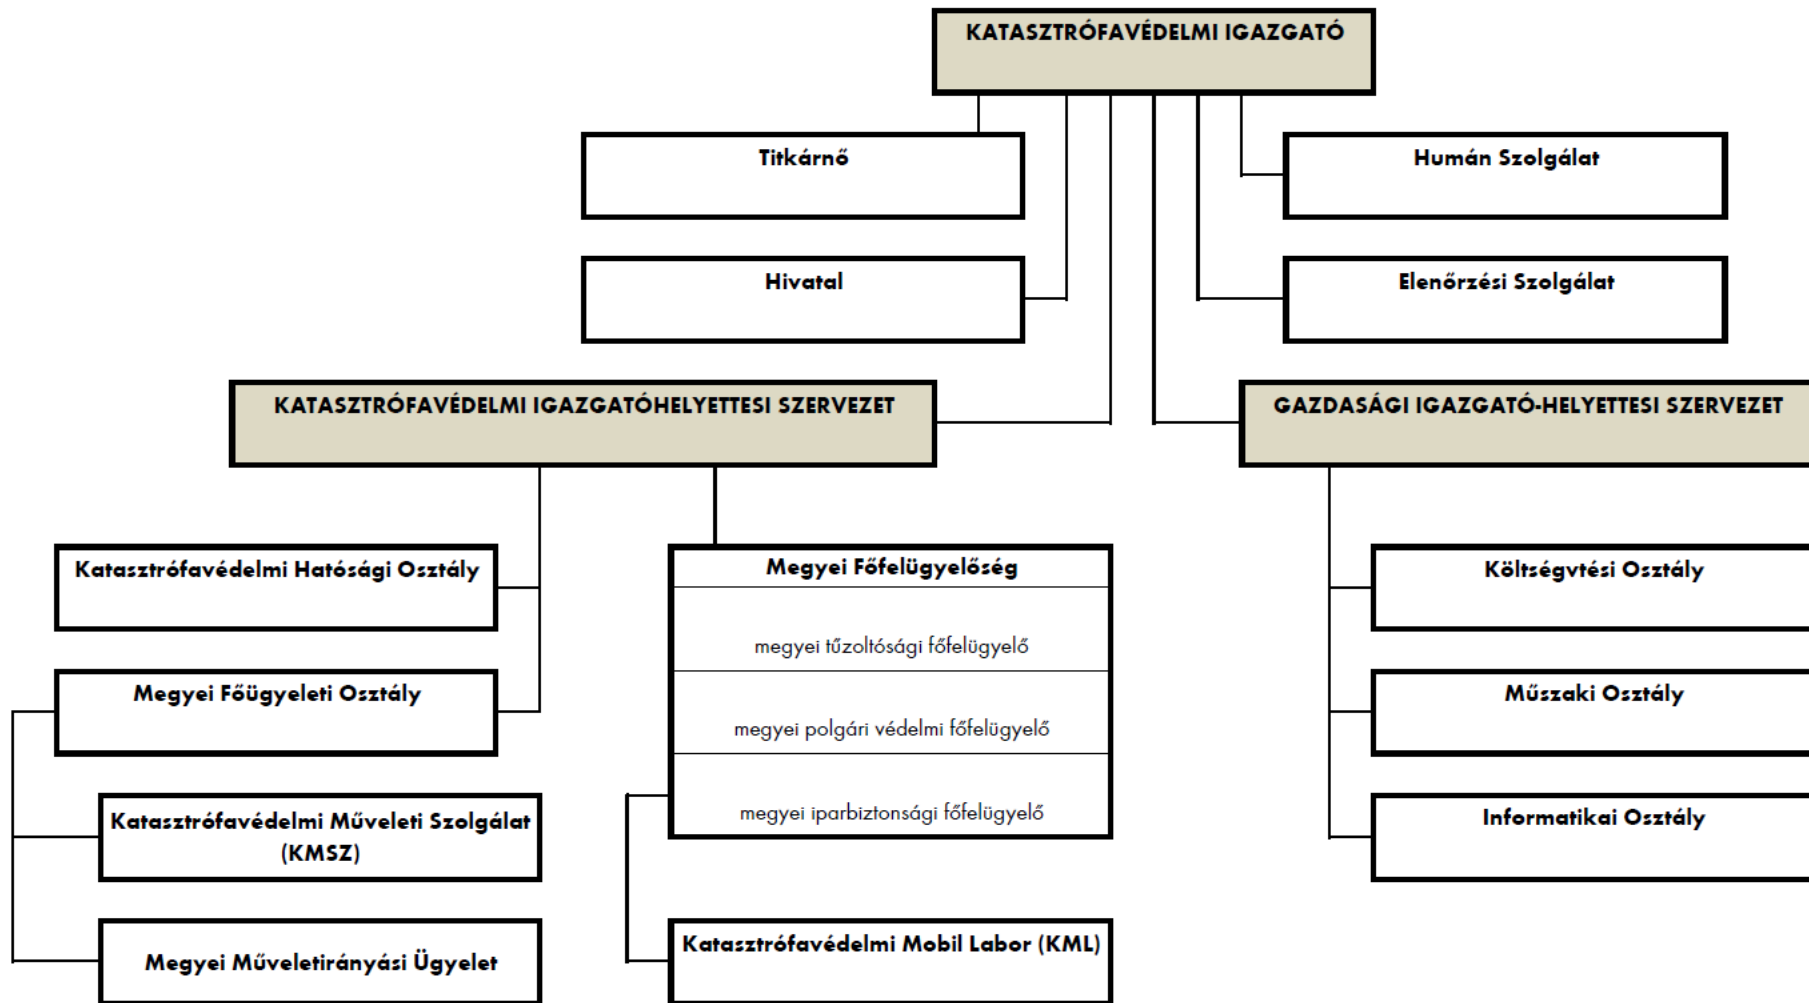 KATASZTRÓFAVÉDELMI IGAZGATÓ
Titkárnő
Humán Szolgálat
Hivatal
Elenőrzési Szolgálat
KATASZTRÓFAVÉDELMI IGAZGATÓHELYETTESI SZERVEZET
GAZDASÁGI IGAZGATÓ-HELYETTESI SZERVEZET
Katasztrófavédelmi Hatósági Osztály
Megyei Főfelügyelőség
Költségvtési Osztály
megyei tűzoltósági főfelügyelő
Megyei Főügyeleti Osztály
megyei polgári védelmi főfelügyelő
Műszaki Osztály
Katasztrófavédelmi Műveleti Szolgálat
(KMSZ)
megyei iparbiztonsági főfelügyelő
Informatikai Osztály
Megyei Műveletirányási Ügyelet
Katasztrófavédelmi Mobil Labor (KML)